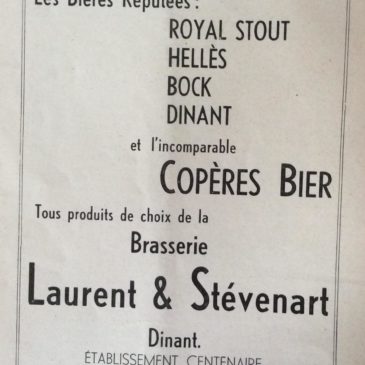 Les Bières Réputées :
ROYAL STOUT
HELLÈS
BOCK
DINANT
et l'incomparable
COPÈRES BIER
Tous produits de choix de la
Brasserie
Laurent & Stévenart
Dinant.
ÉTABLISSEMENT CENTENAIRE